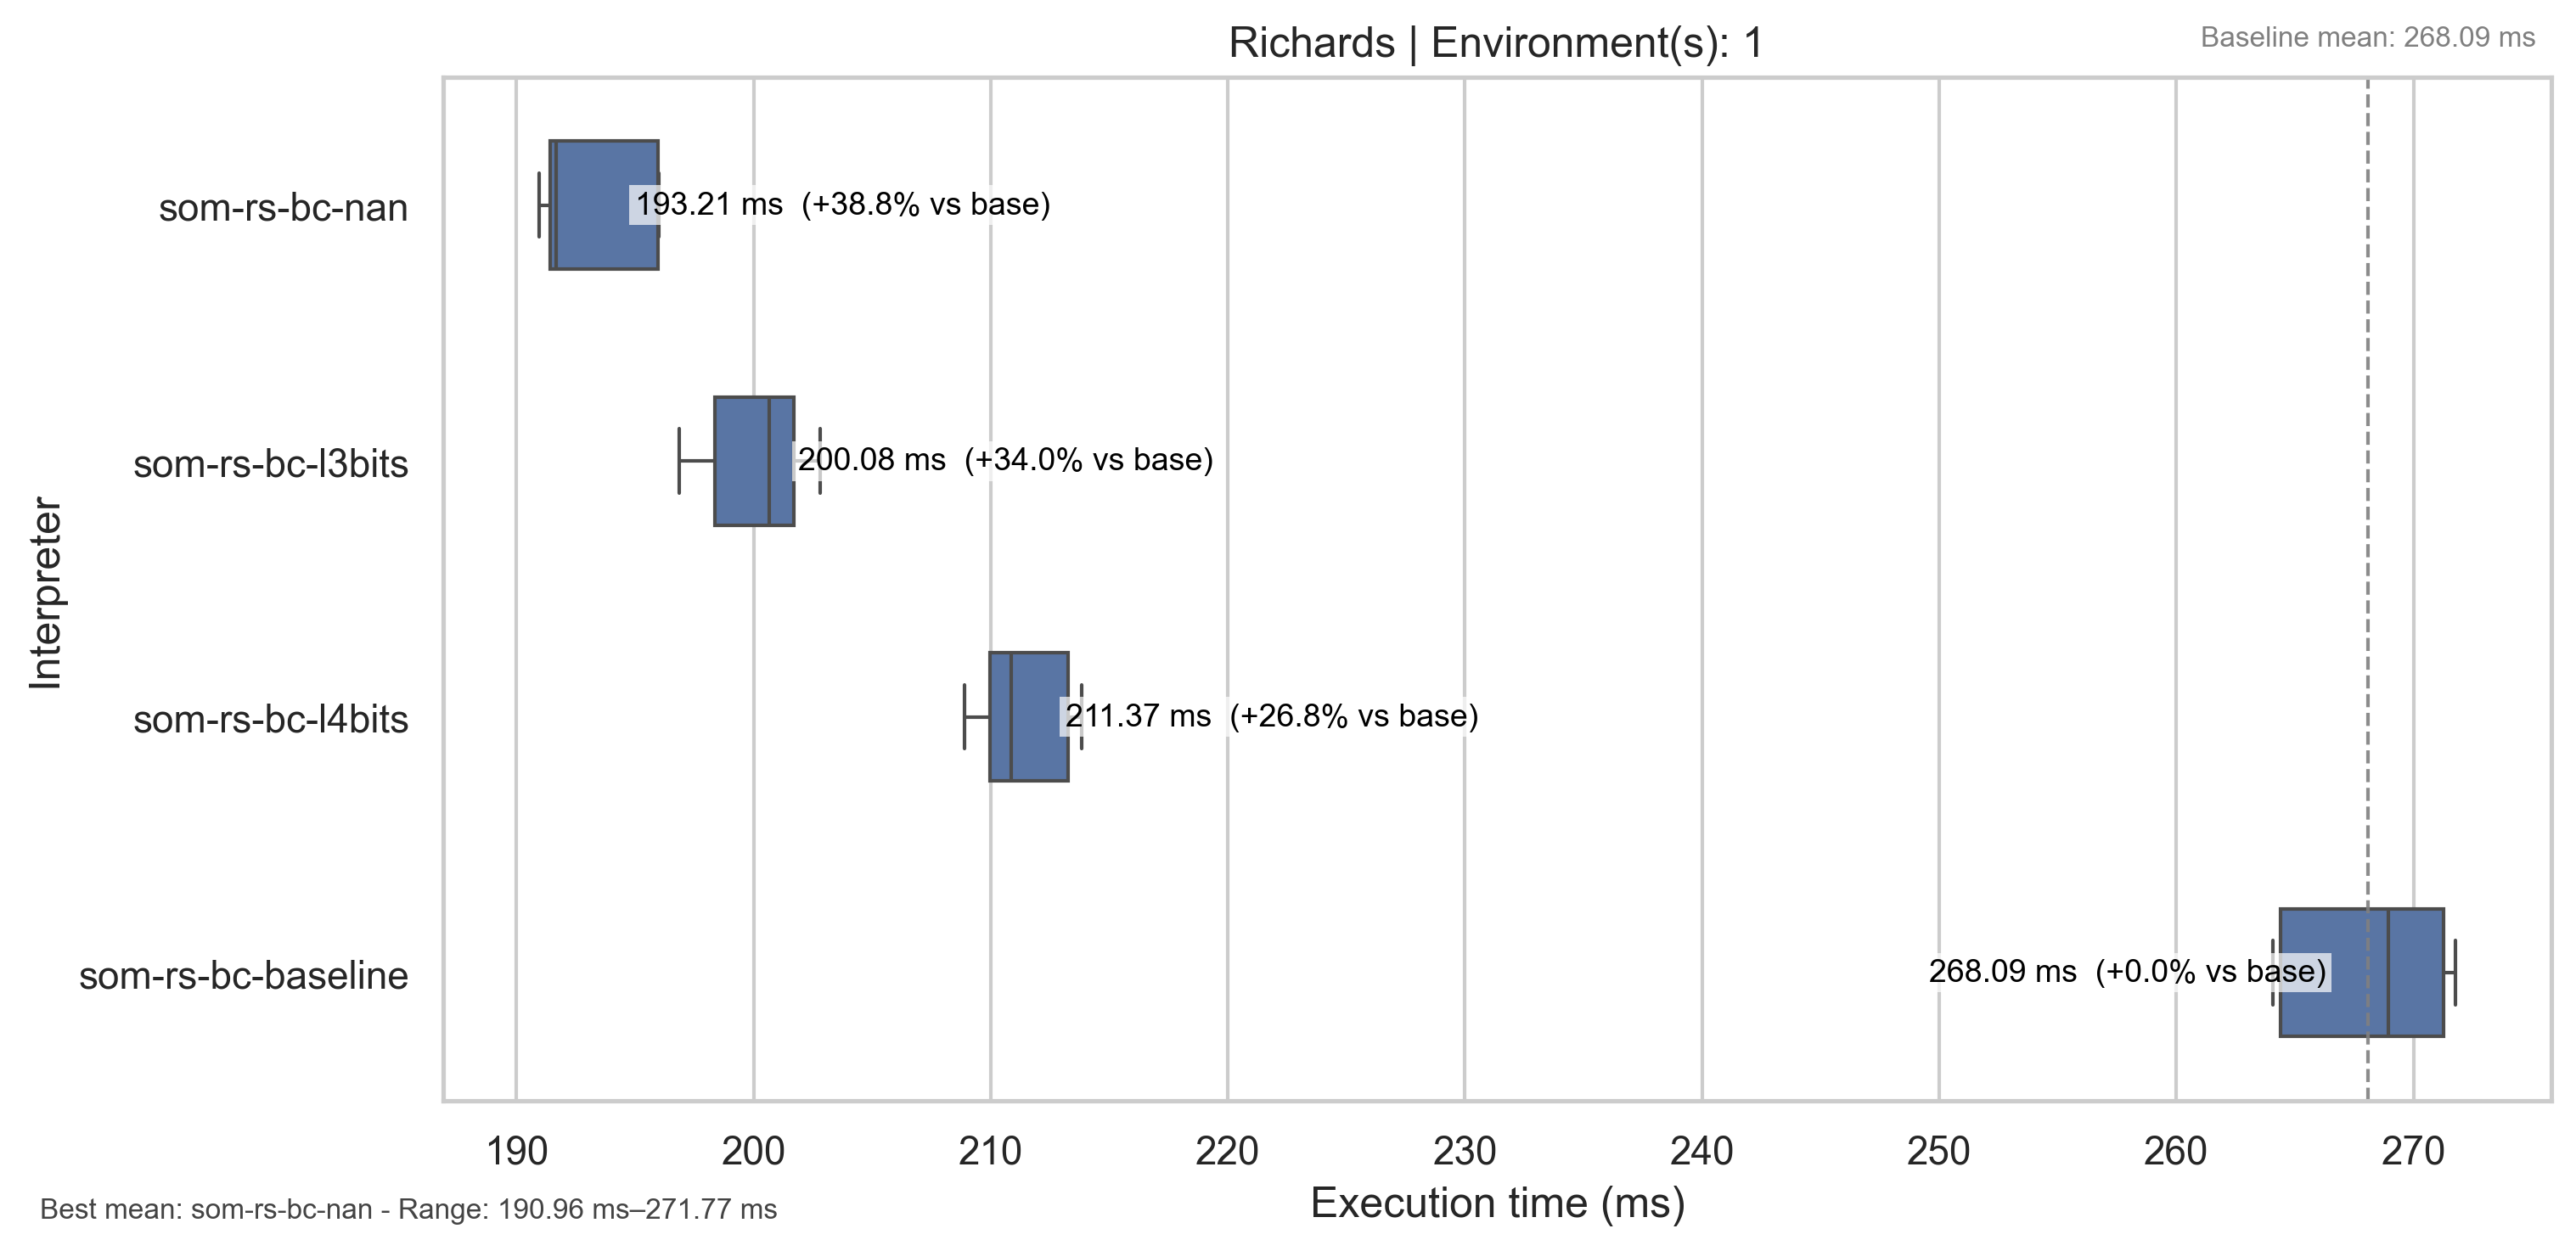 Richards | Environment(s): 1
Baseline mean: 268.09 ms
Interpreter
som-rs-bc-nan
193.21 ms  (+38.8% vs base)
som-rs-bc-l3bits
200.08 ms  (+34.0% vs base)
som-rs-bc-l4bits
211.37 ms  (+26.8% vs base)
som-rs-bc-baseline
268.09 ms  (+0.0% vs base)
190 200 210 220 230 240 250 260 270
Execution time (ms)
Best mean: som-rs-bc-nan - Range: 190.96 ms–271.77 ms